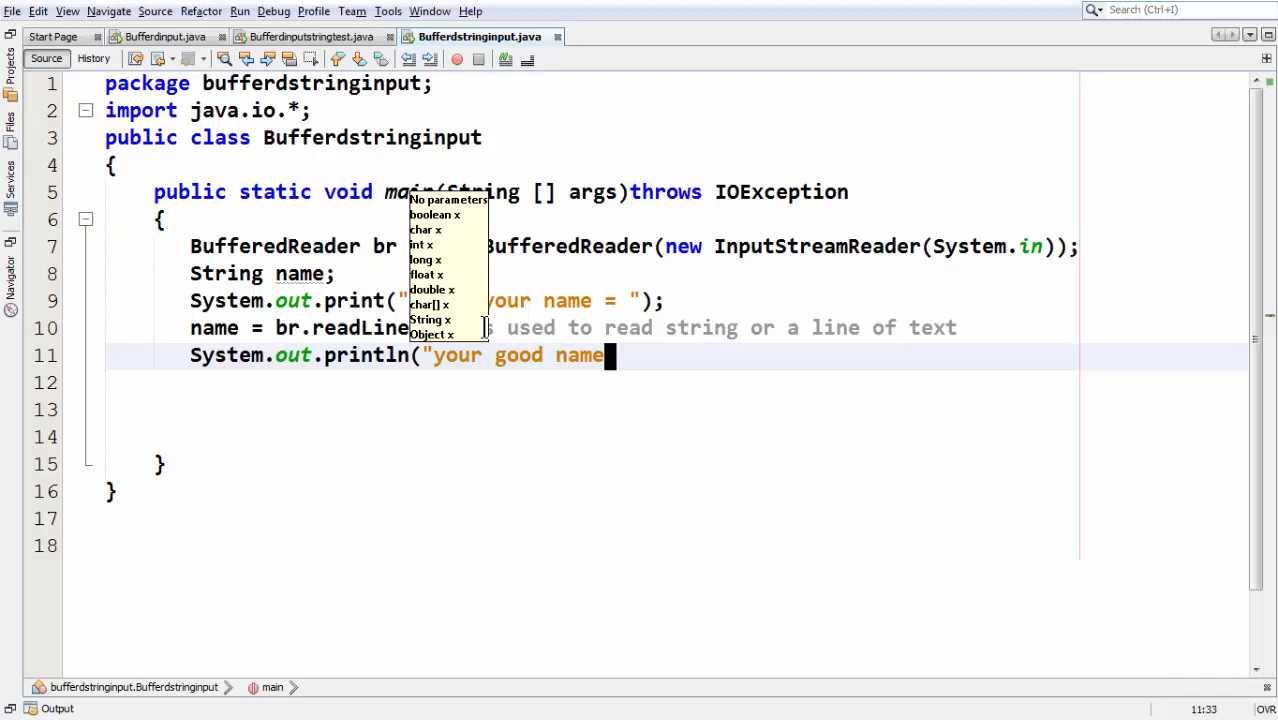 File Edit View Navigate Source Refactor Run Debug Profile Team Tools Window Help
Search (Ctrl+I)
Start Page Bufferdinput.java Bufferdinputstringtest.java Bufferdstringinput.java
Source History
Projects
Files
Services
Navigator
1 package bufferdstringinput;
2 import java.io.*;
3 public class Bufferdstringinput
4 {
5 public static void main(String [] args)throws IOException
6 {
7 BufferedReader br BufferedReader(new InputStreamReader(System.in));
8 String name;
9 System.out.print(" your name = ");
10 name = br.readLine s used to read string or a line of text
11 System.out.println("your good name
12
13
14
15 }
16 }
17
18
No parameters
boolean x
char x
int x
long x
float x
double x
char[] x
String x
Object x
bufferdstringinput.Bufferdstringinput main
Output
11:33 OVR